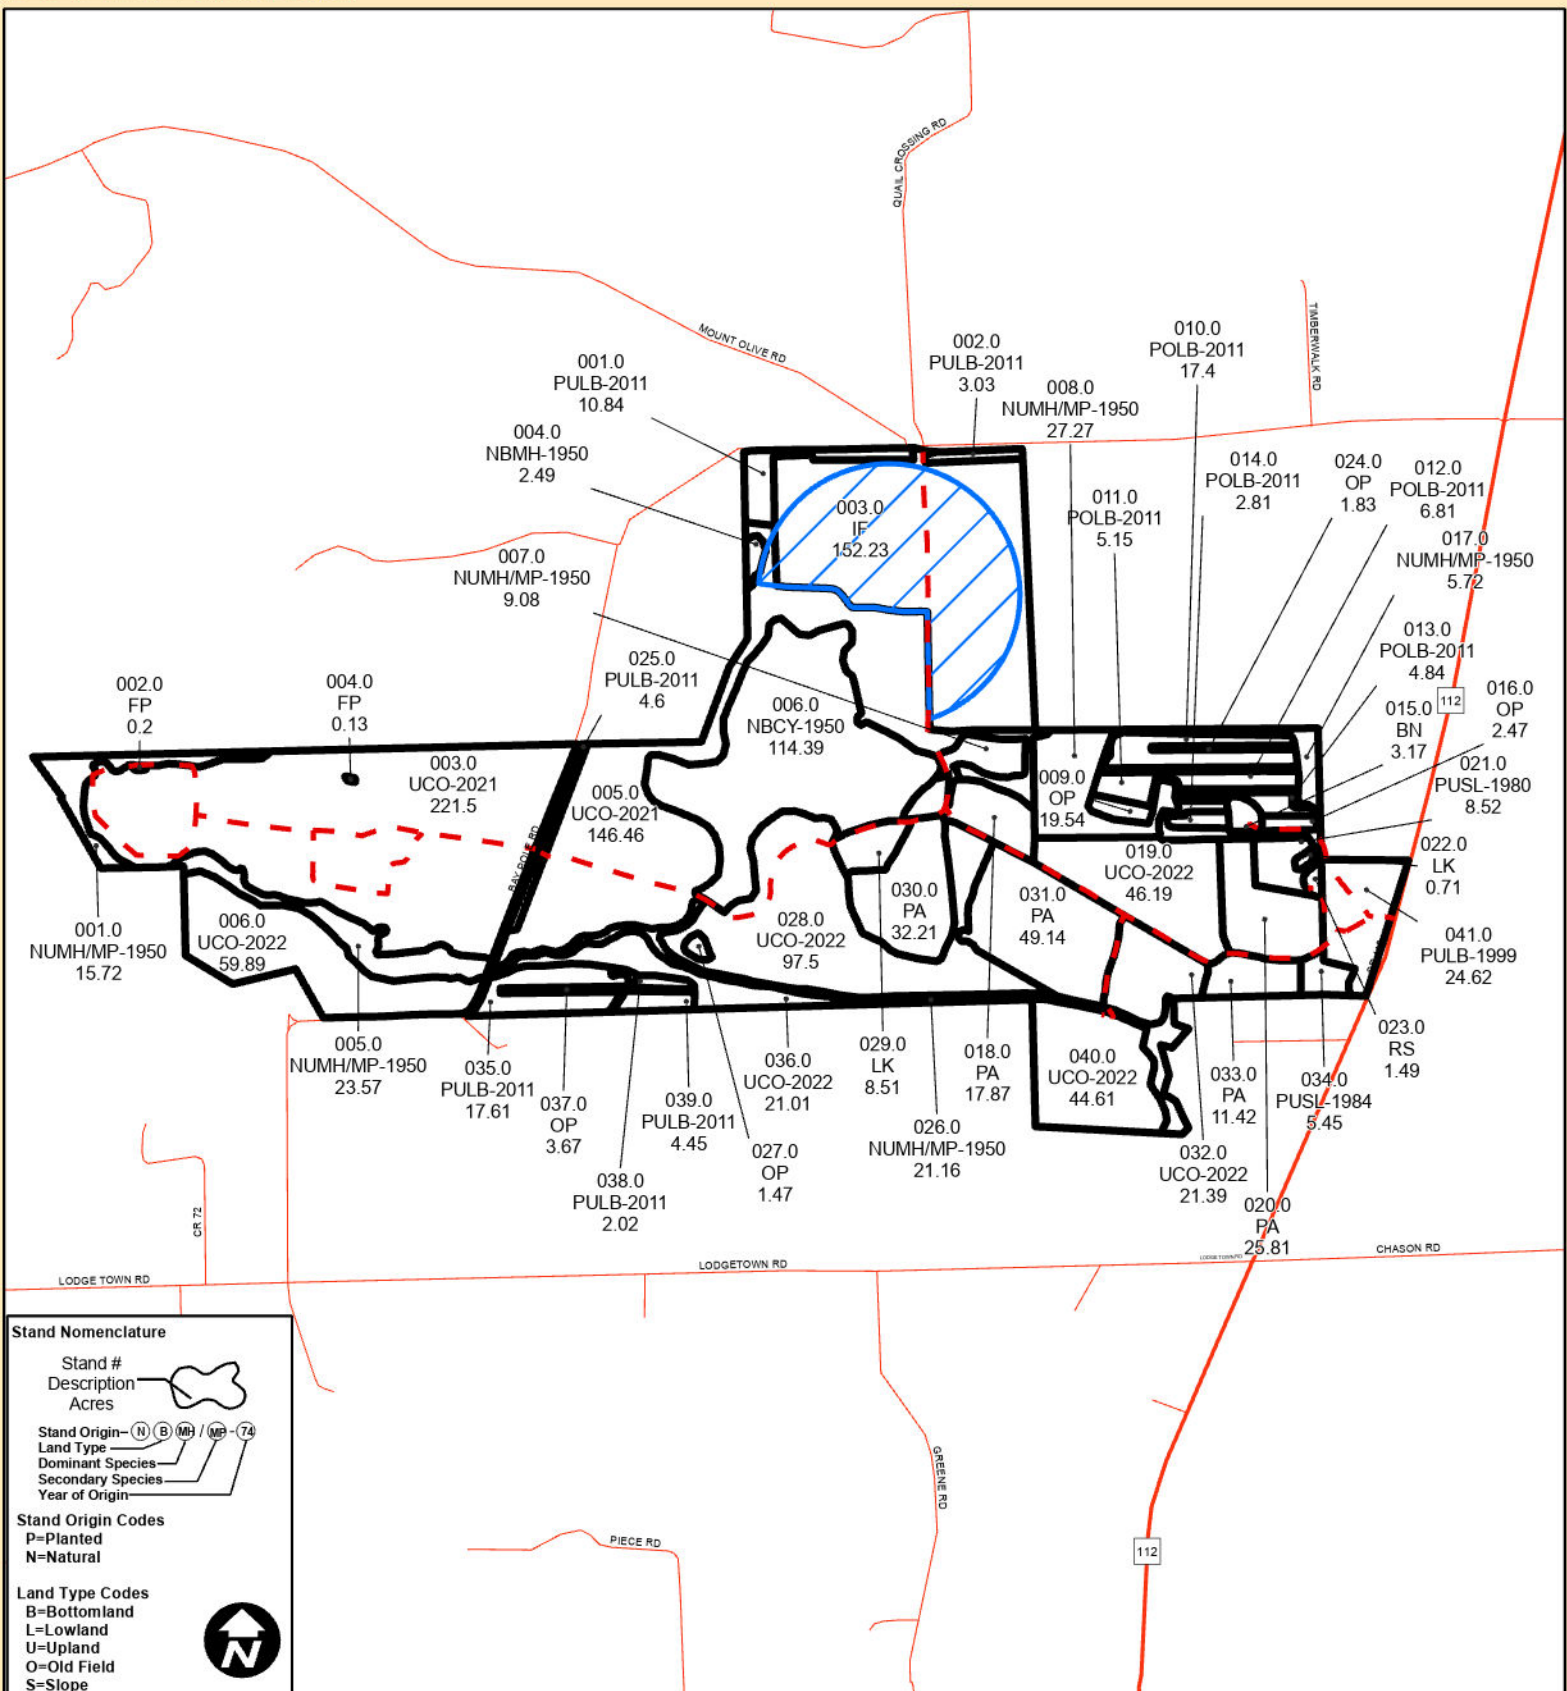 QUAIL CROSSING RD
MOUNT OLIVE RD
TIMBERWALK RD
001.0
PULB-2011
10.84
002.0
PULB-2011
3.03
008.0
NUMH/MP-1950
27.27
010.0
POLB-2011
17.4
004.0
NBMH-1950
2.49
003.0
IF
152.23
011.0
POLB-2011
5.15
014.0
POLB-2011
2.81
024.0
OP
1.83
012.0
POLB-2011
6.81
017.0
NUMH/MP-1950
5.72
007.0
NUMH/MP-1950
9.08
013.0
POLB-2011
4.84
112
016.0
OP
2.47
015.0
BN
3.17
002.0
FP
0.2
004.0
FP
0.13
025.0
PULB-2011
4.6
006.0
NBCY-1950
114.39
003.0
UCO-2021
221.5
005.0
UCO-2021
146.46
009.0
OP
19.54
021.0
PUSL-1980
8.52
BAY POLE RD
022.0
LK
0.71
019.0
UCO-2022
46.19
030.0
PA
32.21
031.0
PA
49.14
028.0
UCO-2022
97.5
001.0
NUMH/MP-1950
15.72
006.0
UCO-2022
59.89
041.0
PULB-1999
24.62
023.0
RS
1.49
005.0
NUMH/MP-1950
23.57
035.0
PULB-2011
17.61
037.0
OP
3.67
038.0
PULB-2011
2.02
039.0
PULB-2011
4.45
027.0
OP
1.47
036.0
UCO-2022
21.01
029.0
LK
8.51
026.0
NUMH/MP-1950
21.16
018.0
PA
17.87
040.0
UCO-2022
44.61
033.0
PA
11.42
034.0
PUSL-1984
5.45
032.0
UCO-2022
21.39
020.0
PA
25.81
CR 72
LODGE TOWN RD
LODGETOWN RD
LODGE TOWN RD
CHASON RD
GREENE RD
PIECE RD
112
Stand Nomenclature
Stand #
Description
Acres
Stand Origin- N B MH / MP - 74
Land Type
Dominant Species
Secondary Species
Year of Origin
Stand Origin Codes
P=Planted
N=Natural
Land Type Codes
B=Bottomland
L=Lowland
U=Upland
O=Old Field
S=Slope
N